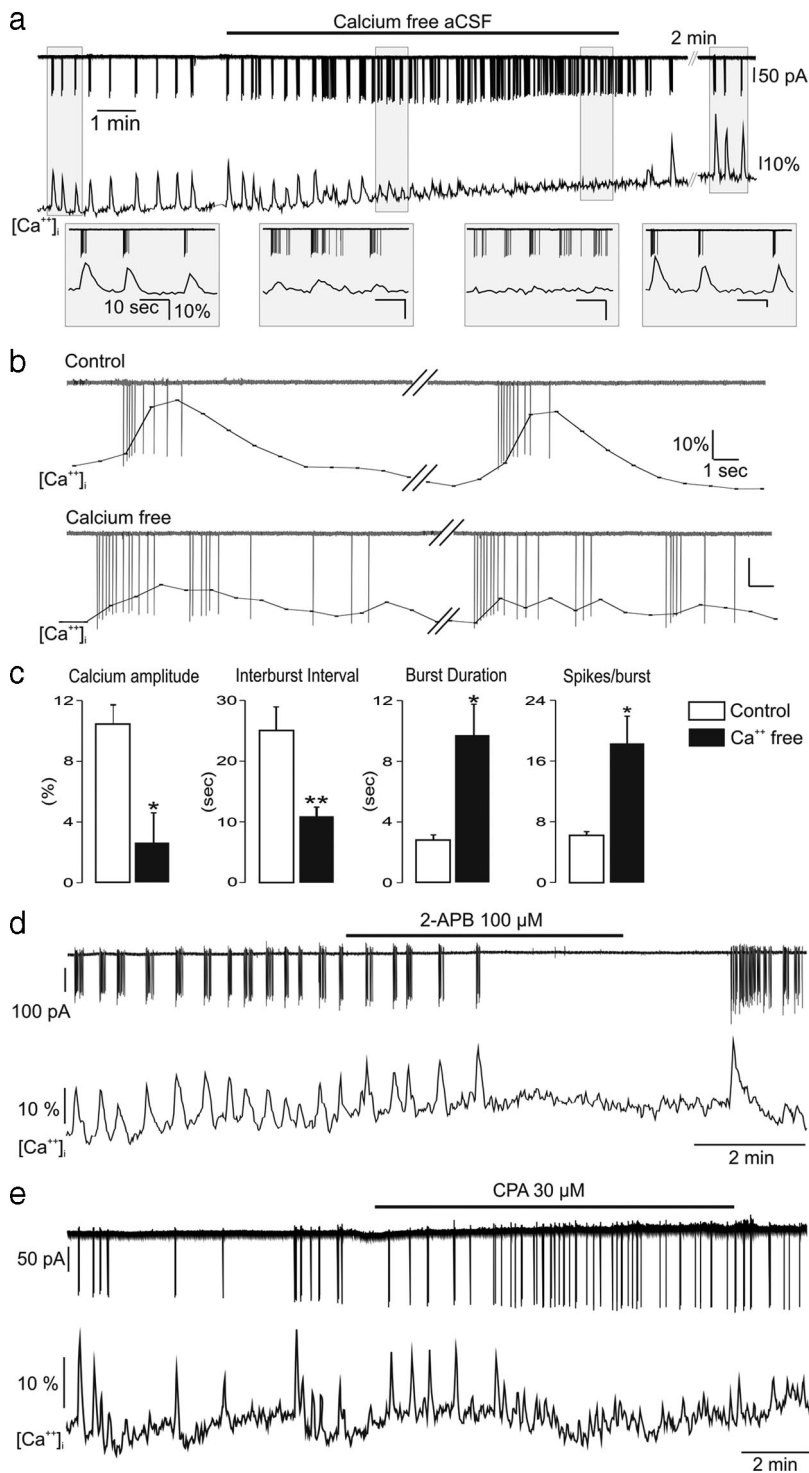 a
Calcium free aCSF
2 min
50 pA
1 min
10%
[Ca⁺⁺]ᵢ
10 sec 10%
b
Control
10%
1 sec
[Ca⁺⁺]ᵢ
Calcium free
[Ca⁺⁺]ᵢ
c
Calcium amplitude Interburst Interval Burst Duration Spikes/burst
12 30 12 24
* ** * *
Control
Ca⁺⁺ free
8 20 8 16
(%) (sec) (sec)
4 10 4 8
0 0 0 0
d
2-APB 100 µM
100 pA
10 %
[Ca⁺⁺]ᵢ
2 min
e
CPA 30 µM
50 pA
10 %
[Ca⁺⁺]ᵢ
2 min